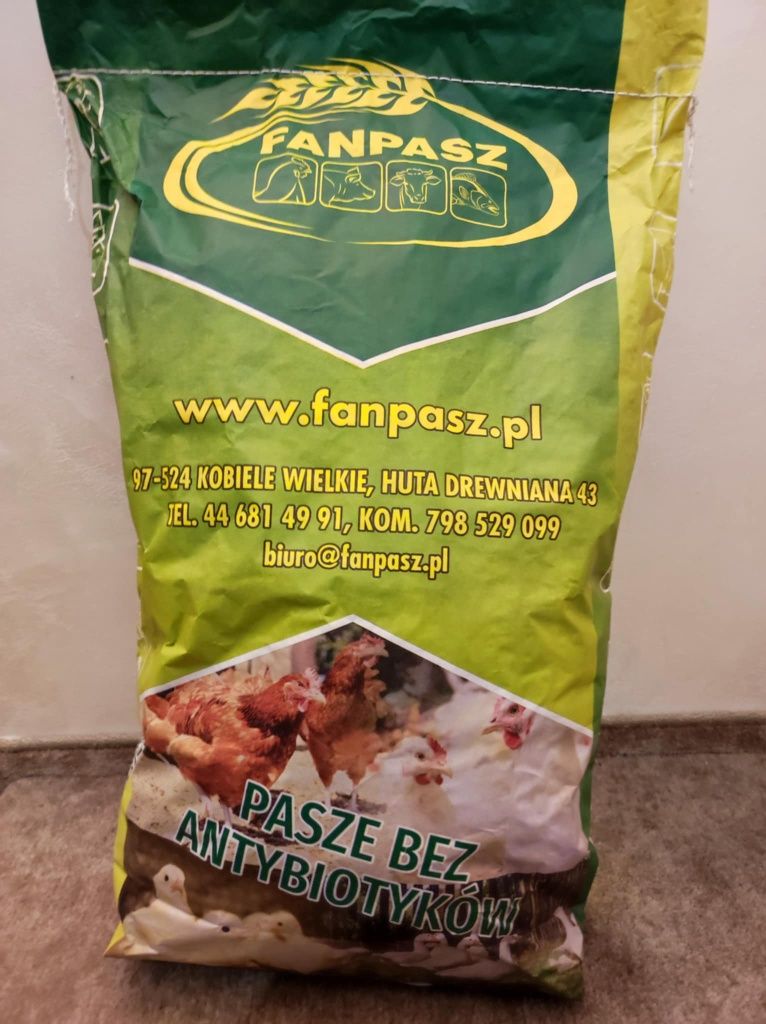 FANPASZ
www.fanpasz.pl
97-524 KOBIELE WIELKIE, HUTA DREWNIANA 43
TEL. 44 681 49 91, KOM. 798 529 099
biuro@fanpasz.pl
PASZE BEZ
ANTYBIOTYKÓW